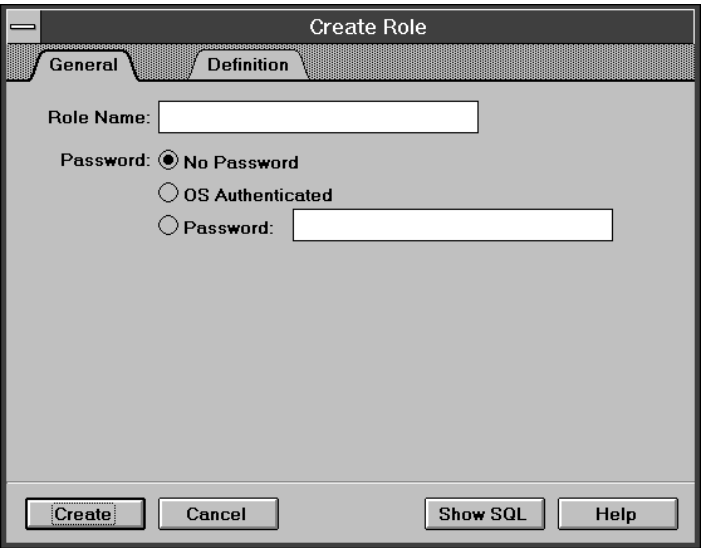 Create Role
General Definition
Role Name:
Password: No Password
OS Authenticated
Password:
Create Cancel Show SQL Help